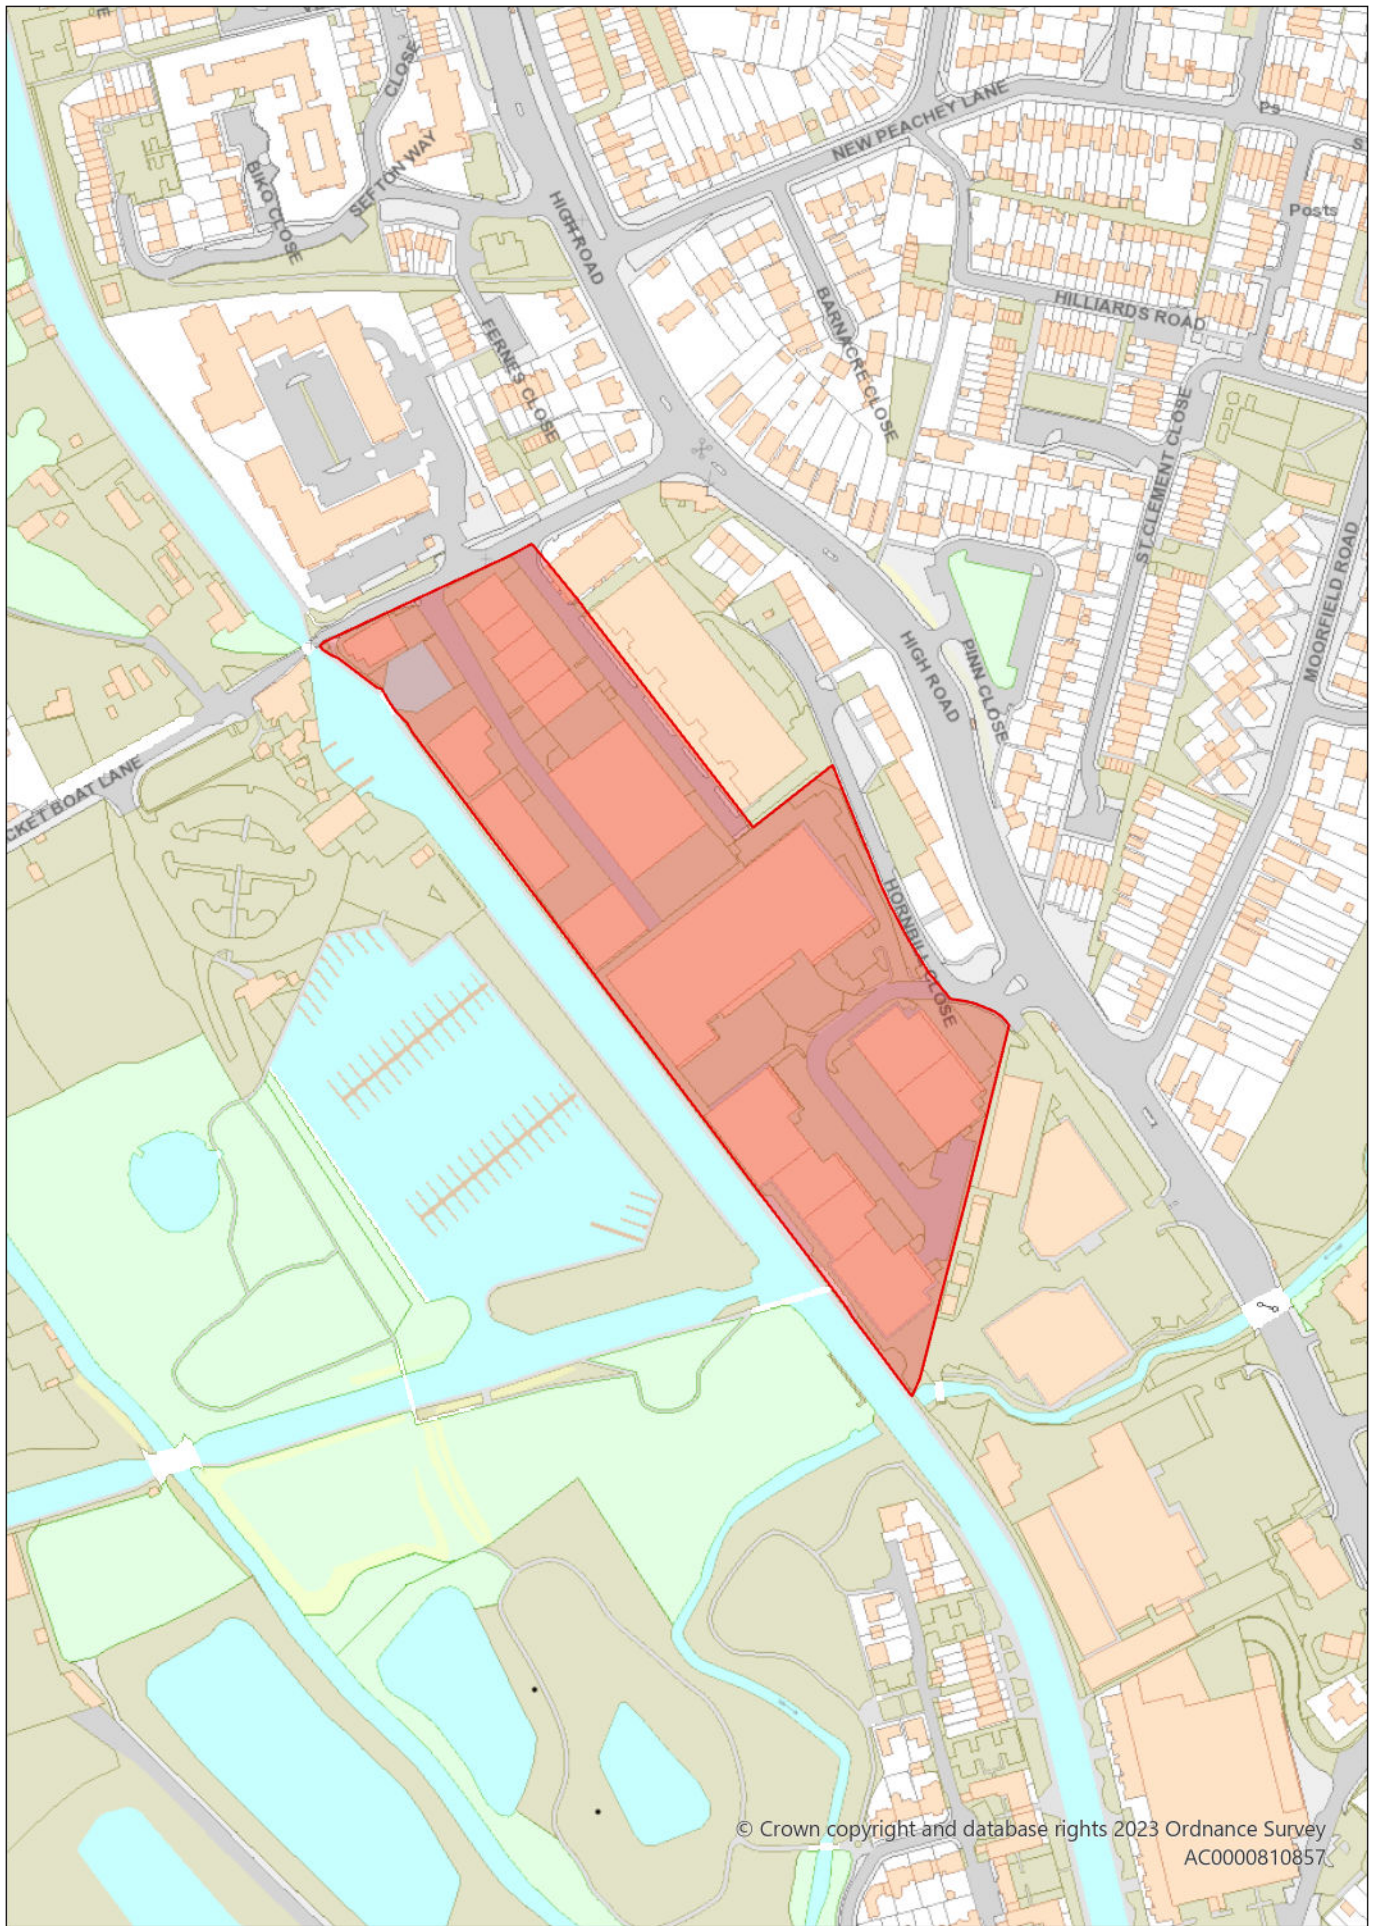 CLOSE
BIKO CLOSE
SEFTON WAY
HIGH ROAD
NEW PEACHEY LANE
PS
Posts
HILLIARDS ROAD
BARNACRE CLOSE
FERNES CLOSE
ST CLEMENT CLOSE
MOORFIELD ROAD
HIGH ROAD
PINN CLOSE
CKET BOAT LANE
HORNBILL CLOSE
© Crown copyright and database rights 2023 Ordnance Survey
AC0000810857